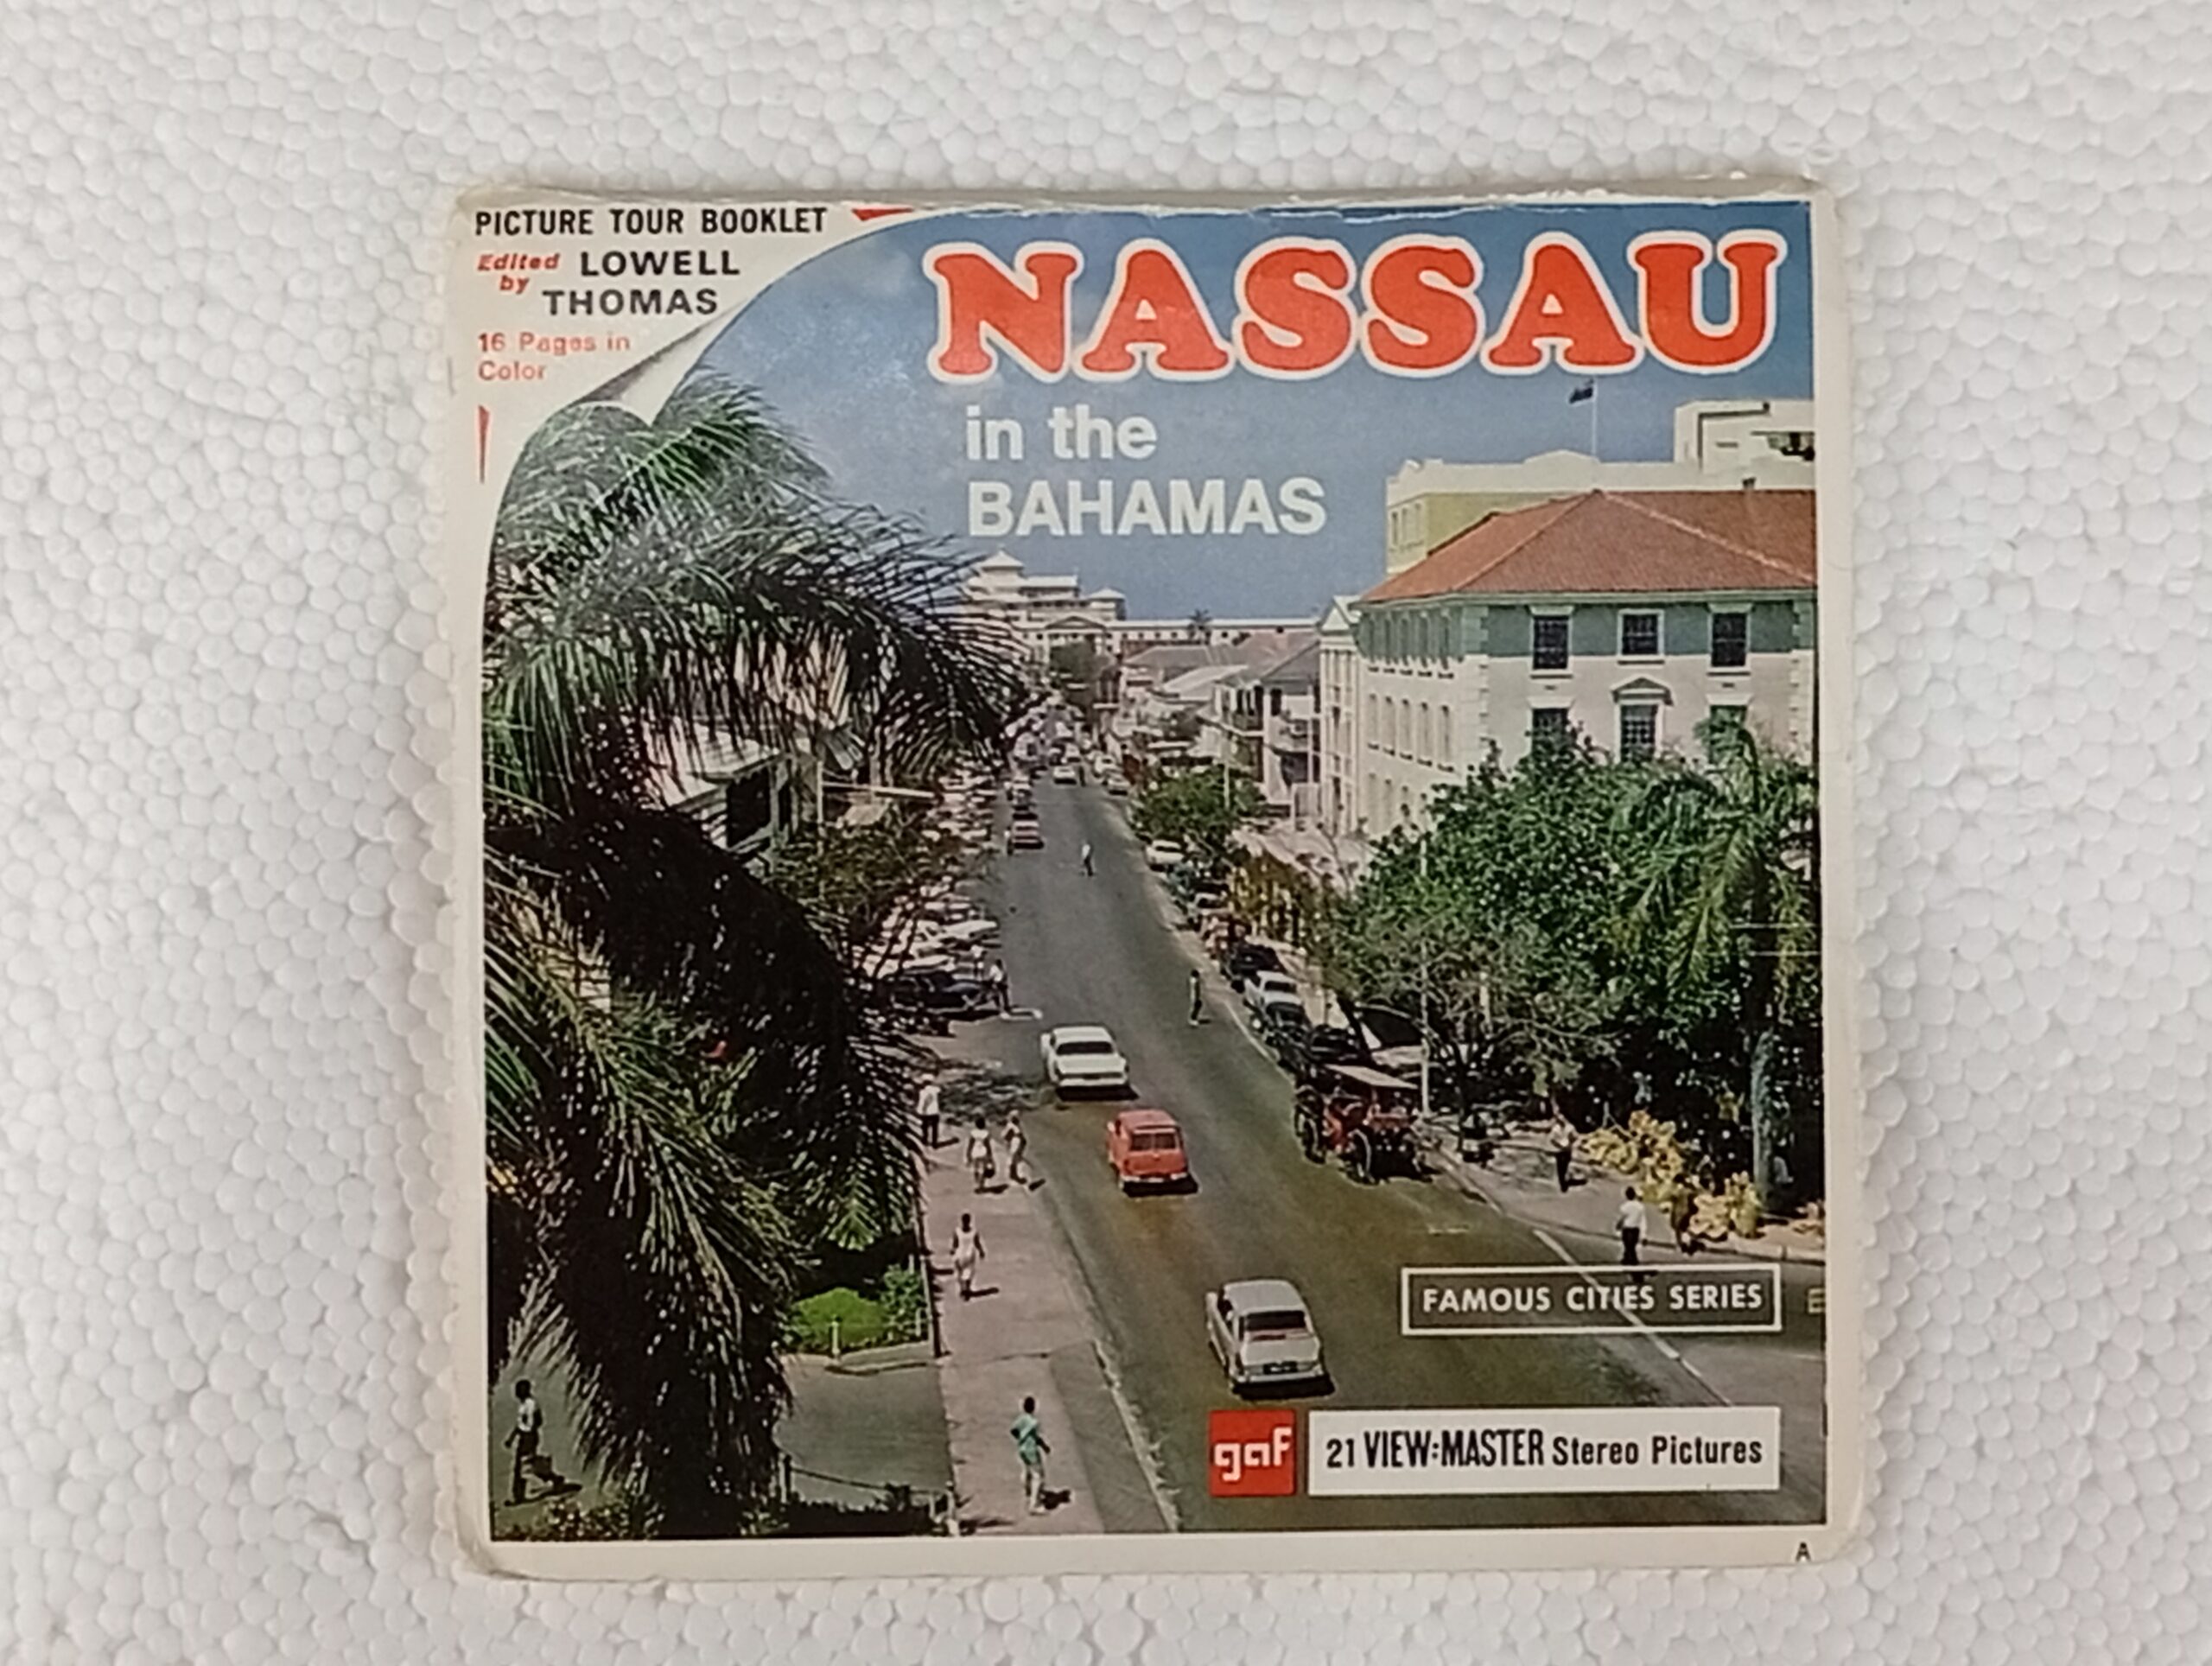 PICTURE TOUR BOOKLET
Edited by LOWELL THOMAS
16 Pages in
Color
NASSAU
in the
BAHAMAS
FAMOUS CITIES SERIES
gaf
21 VIEW-MASTER Stereo Pictures
A